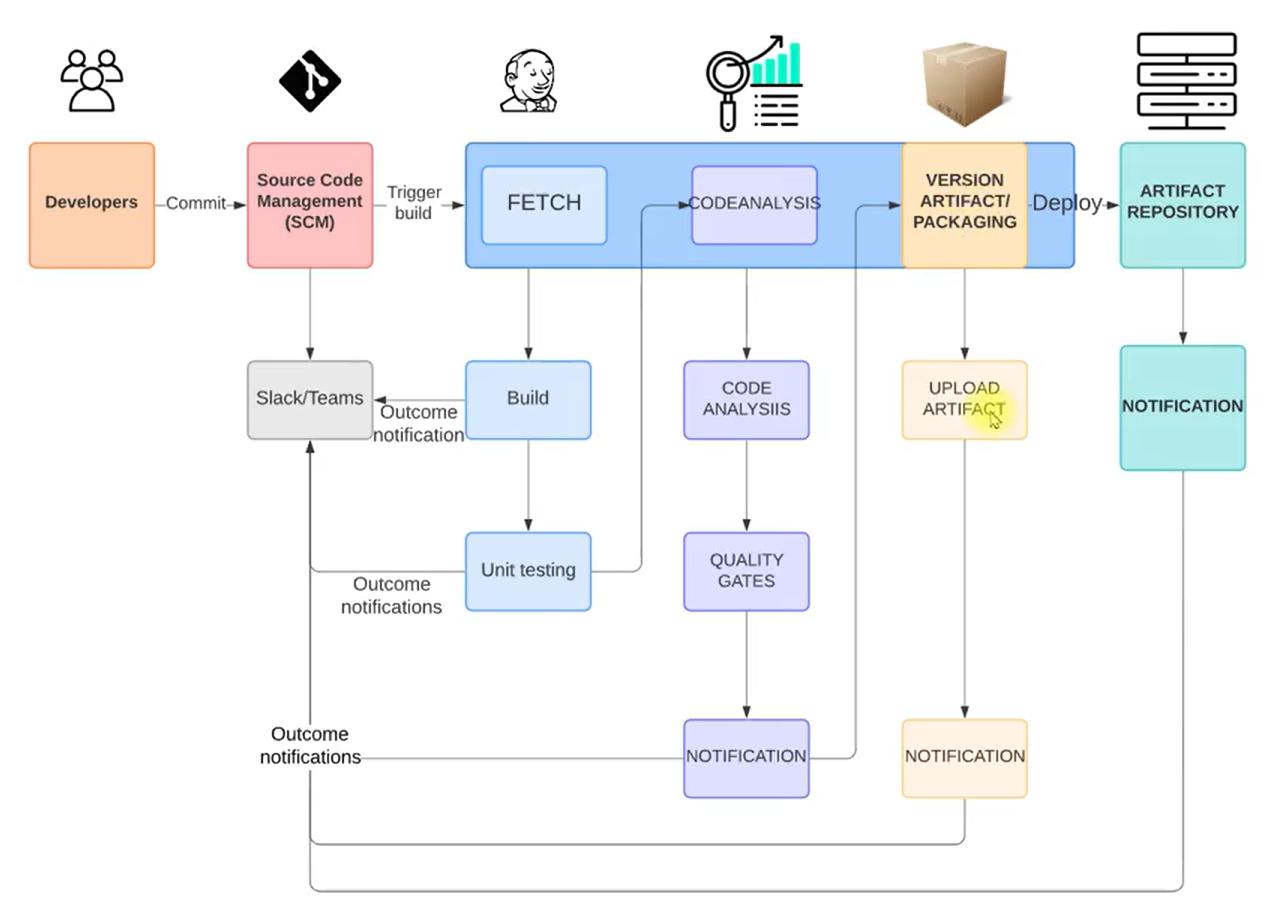 Developers
Commit
Source Code
Management
(SCM)
Trigger
build
FETCH
CODEANALYSIS
VERSION
ARTIFACT/
PACKAGING
Deploy
ARTIFACT
REPOSITORY
Slack/Teams
Outcome
notification
Build
CODE
ANALYSIIS
UPLOAD
ARTIFACT
NOTIFICATION
Outcome
notifications
Unit testing
QUALITY
GATES
Outcome
notifications
NOTIFICATION
NOTIFICATION